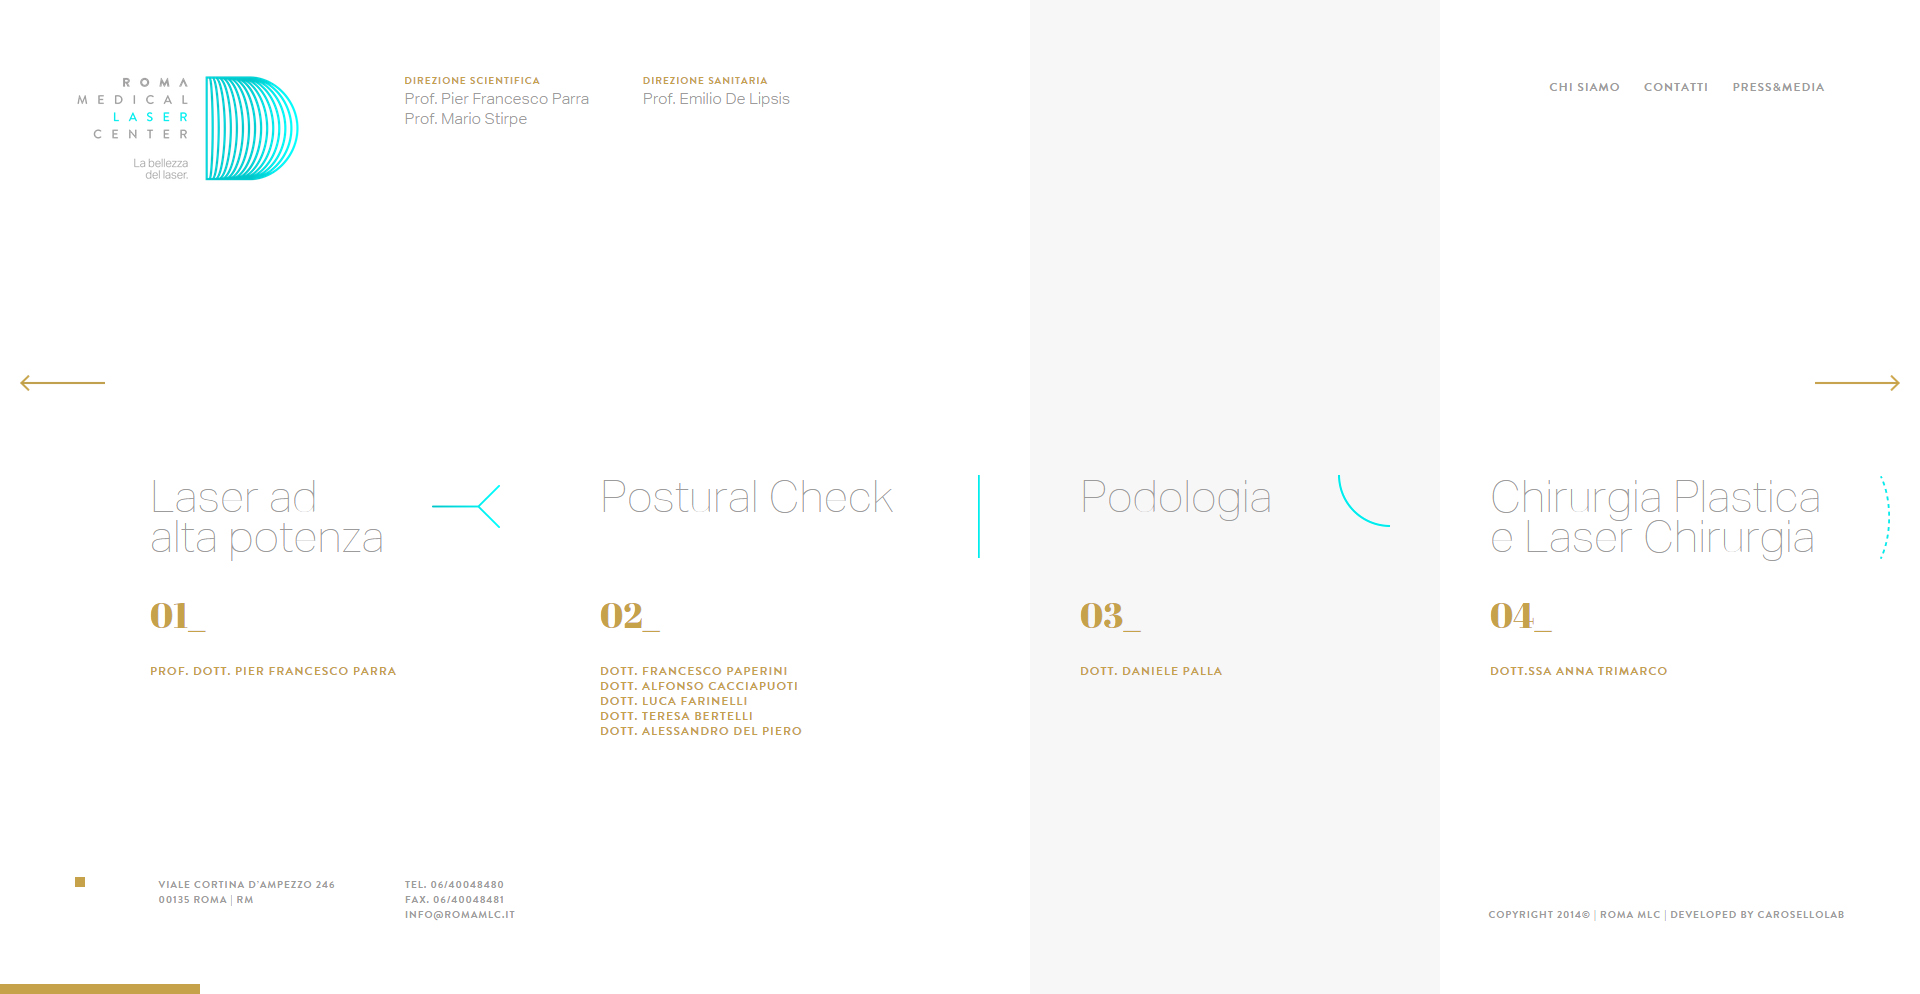 ROMA
MEDICAL
LASER
CENTER
La bellezza
del laser.
DIREZIONE SCIENTIFICA
Prof. Pier Francesco Parra
Prof. Mario Stirpe
DIREZIONE SANITARIA
Prof. Emilio De Lipsis
CHI SIAMO
CONTATTI
PRESS&MEDIA
Laser ad
alta potenza
01_
PROF. DOTT. PIER FRANCESCO PARRA
Postural Check
02_
DOTT. FRANCESCO PAPERINI
DOTT. ALFONSO CACCIAPUOTI
DOTT. LUCA FARINELLI
DOTT. TERESA BERTELLI
DOTT. ALESSANDRO DEL PIERO
Podologia
03_
DOTT. DANIELE PALLA
Chirurgia Plastica
e Laser Chirurgia
04_
DOTT.SSA ANNA TRIMARCO
VIALE CORTINA D'AMPEZZO 246
00135 ROMA | RM
TEL. 06/40048480
FAX. 06/40048481
INFO@ROMAMLC.IT
COPYRIGHT 2014© | ROMA MLC | DEVELOPED BY CAROSELLOLAB